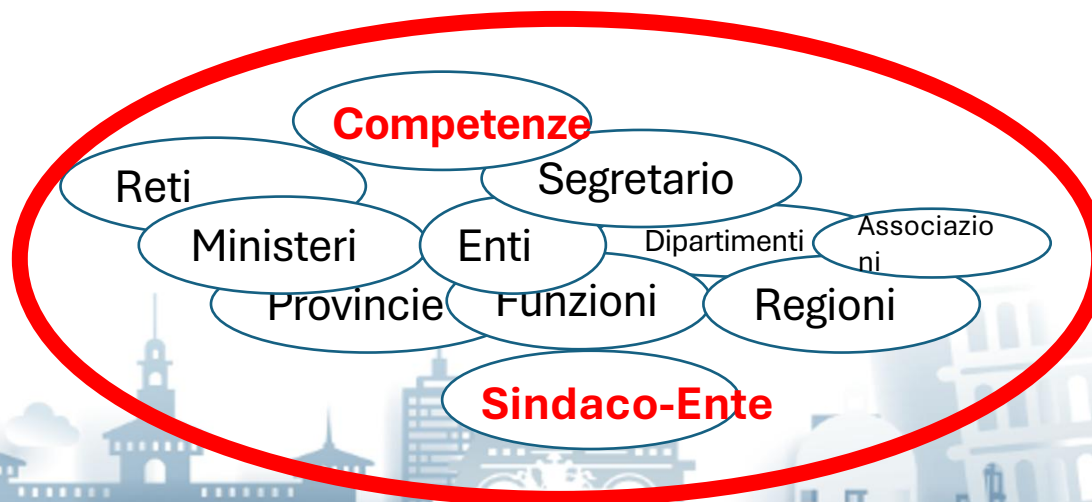 Competenze
Reti
Segretario
Ministeri
Enti
Dipartimenti
Associazio
ni
Provincie
Funzioni
Regioni
Sindaco-Ente